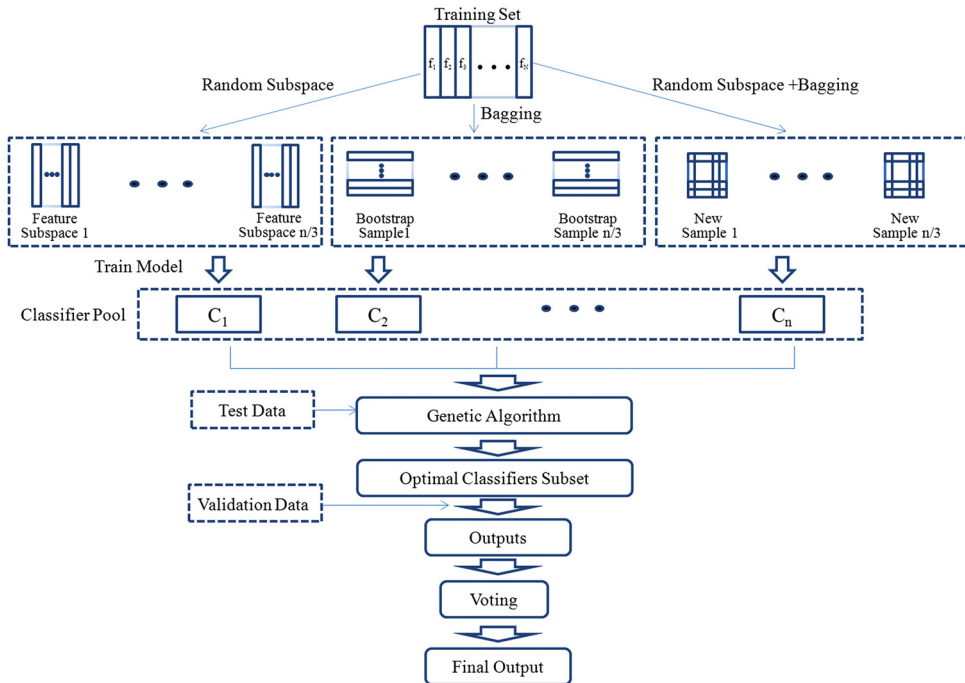 Training Set
f1 f2 f3 fN
Random Subspace
Bagging
Random Subspace +Bagging
Feature
Subspace 1
Feature
Subspace n/3
Bootstrap
Sample1
Bootstrap
Sample n/3
New
Sample 1
New
Sample n/3
Train Model
Classifier Pool
C1
C2
Cn
Test Data
Genetic Algorithm
Optimal Classifiers Subset
Validation Data
Outputs
Voting
Final Output